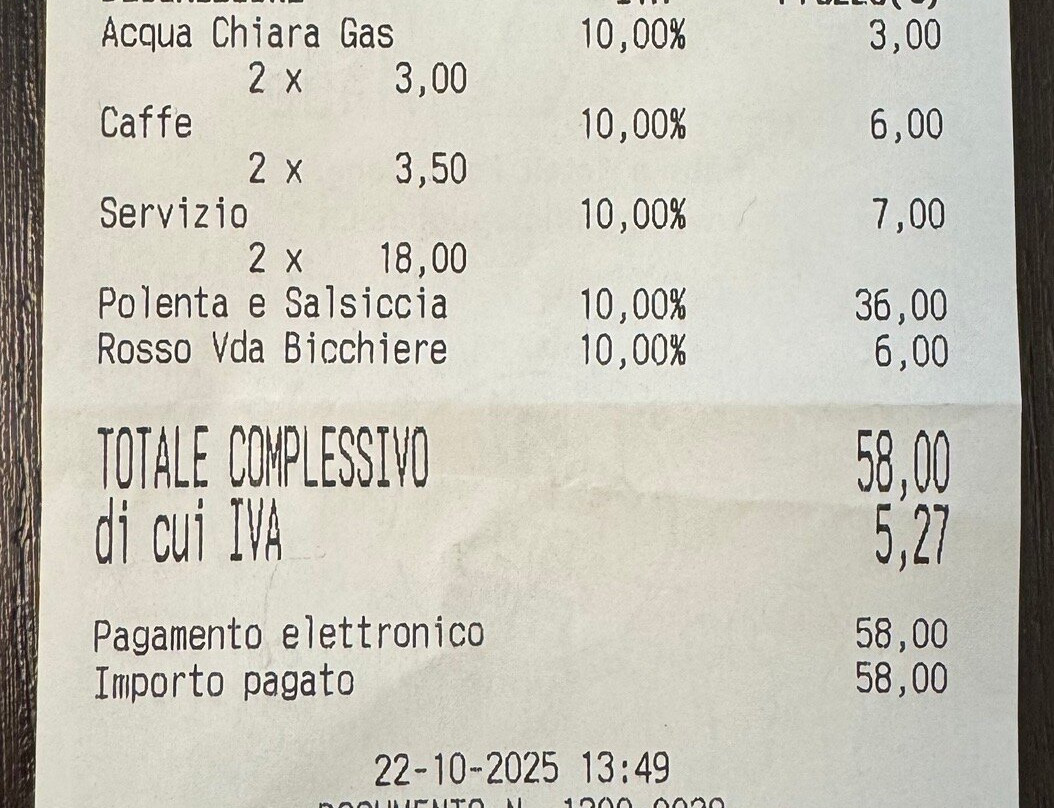 Acqua Chiara Gas 10,00% 3,00
2 x 3,00
Caffe 10,00% 6,00
2 x 3,50
Servizio 10,00% 7,00
2 x 18,00
Polenta e Salsiccia 10,00% 36,00
Rosso Vda Bicchiere 10,00% 6,00
TOTALE COMPLESSIVO 58,00
di cui IVA 5,27
Pagamento elettronico 58,00
Importo pagato 58,00
22-10-2025 13:49
DOCUMENTO N.